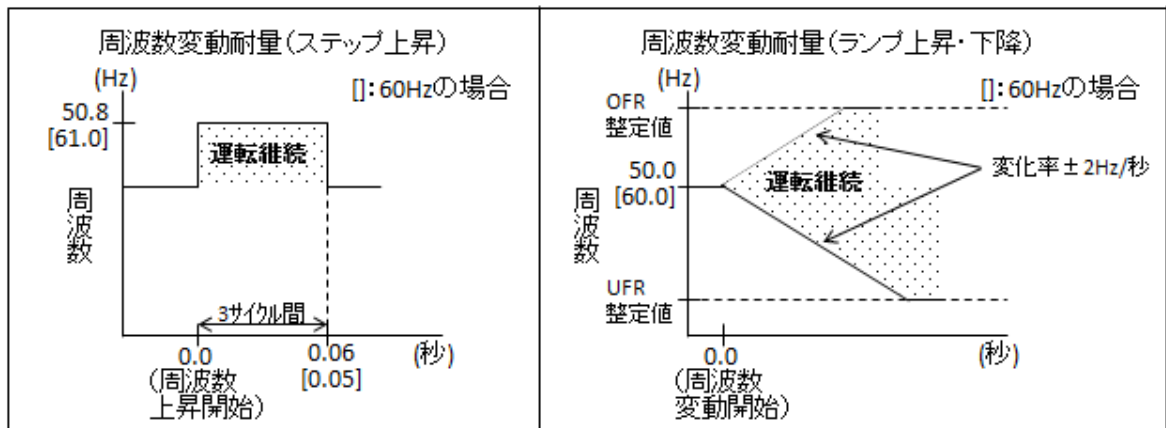 周波数変動耐量(ステップ上昇)
(Hz)
[]:60Hzの場合
50.8
[61.0]
運転継続
周波数
3サイクル間
0.0
0.06
[0.05]
(秒)
(周波数
上昇開始)
周波数変動耐量(ランプ上昇・下降)
(Hz)
[]:60Hzの場合
OFR
整定値
50.0
[60.0]
運転継続
変化率±2Hz/秒
周波数
UFR
整定値
0.0
(秒)
(周波数
変動開始)